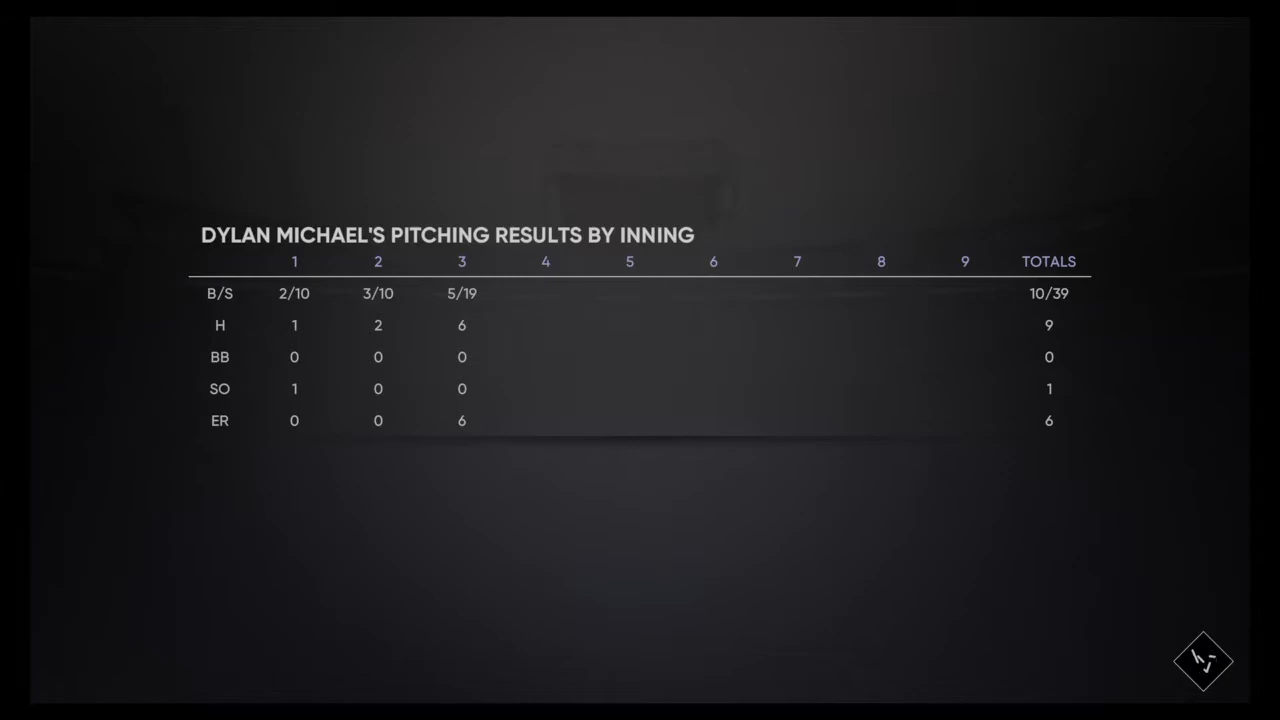 DYLAN MICHAEL'S PITCHING RESULTS BY INNING
1 2 3 4 5 6 7 8 9 TOTALS
B/S 2/10 3/10 5/19 10/39
H 1 2 6 9
BB 0 0 0 0
SO 1 0 0 1
ER 0 0 6 6